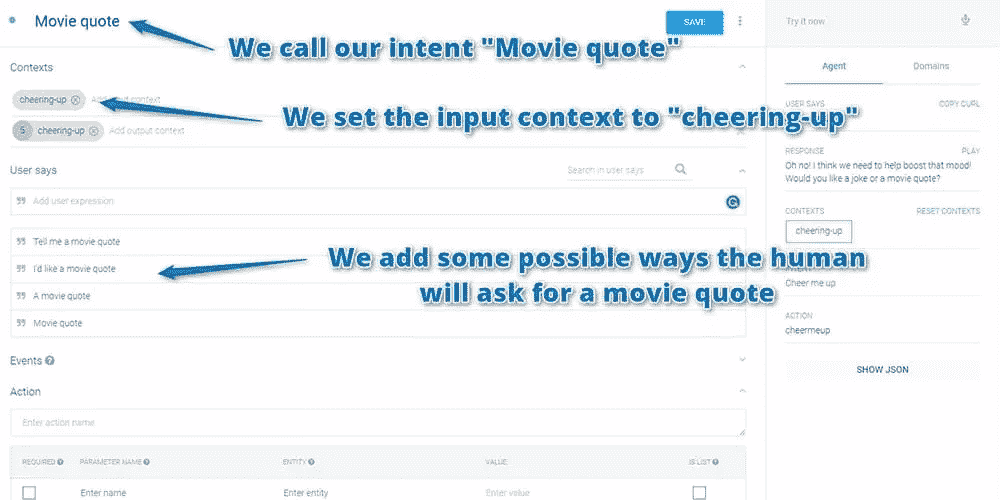 Movie quote
SAVE
Try it now
We call our intent "Movie quote"
Contexts
Agent
Domains
cheering-up
Add output context
We set the input context to "cheering-up"
USER SAYS
COPY CURL
5 cheering-up Add output context
User says
Search in user says
RESPONSE
PLAY
Oh no! I think we need to help boost that mood!
Would you like a joke or a movie quote?
Add user expression
CONTEXTS
RESET CONTEXTS
cheering-up
Tell me a movie quote
I'd like a movie quote
A movie quote
Movie quote
We add some possible ways the human
will ask for a movie quote
Cheer me up
ACTION
cheermeup
SHOW JSON
Events
Action
Enter action name
REQUIRED
PARAMETER NAME
ENTITY
VALUE
IS LIST
Enter name
Enter entity
Enter value